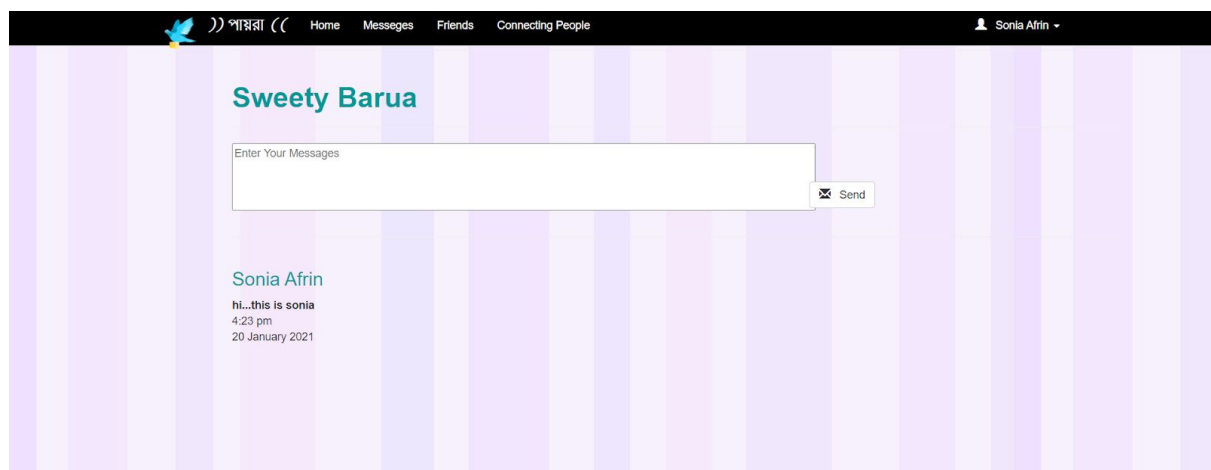 )) পায়রা (( Home Messeges Friends Connecting People Sonia Afrin
Sweety Barua
Enter Your Messages
Send
Sonia Afrin
hi...this is sonia
4:23 pm
20 January 2021